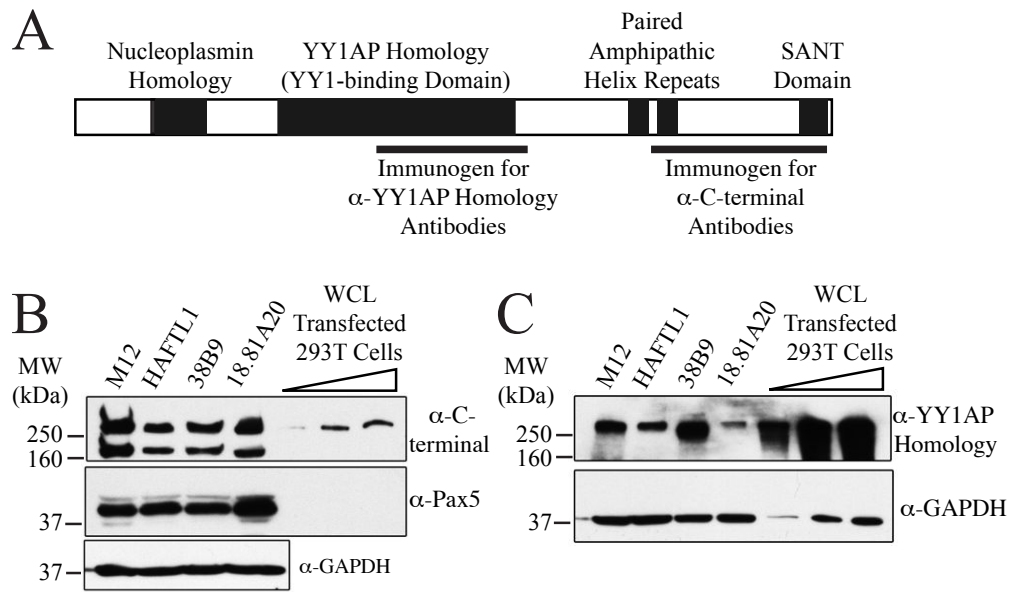 A
Nucleoplasmin
Homology
YY1AP Homology
(YY1-binding Domain)
Paired
Amphipathic
Helix Repeats
SANT
Domain
Immunogen for
α-YY1AP Homology
Antibodies
Immunogen for
α-C-terminal
Antibodies
B
MW
(kDa)
M12
HAFTL1
38B9
18.81A20
WCL
Transfected
293T Cells
250
160
α-C-
terminal
37
α-Pax5
37
α-GAPDH
C
MW
(kDa)
M12
HAFTL1
38B9
18.81A20
WCL
Transfected
293T Cells
250
160
α-YY1AP
Homology
37
α-GAPDH